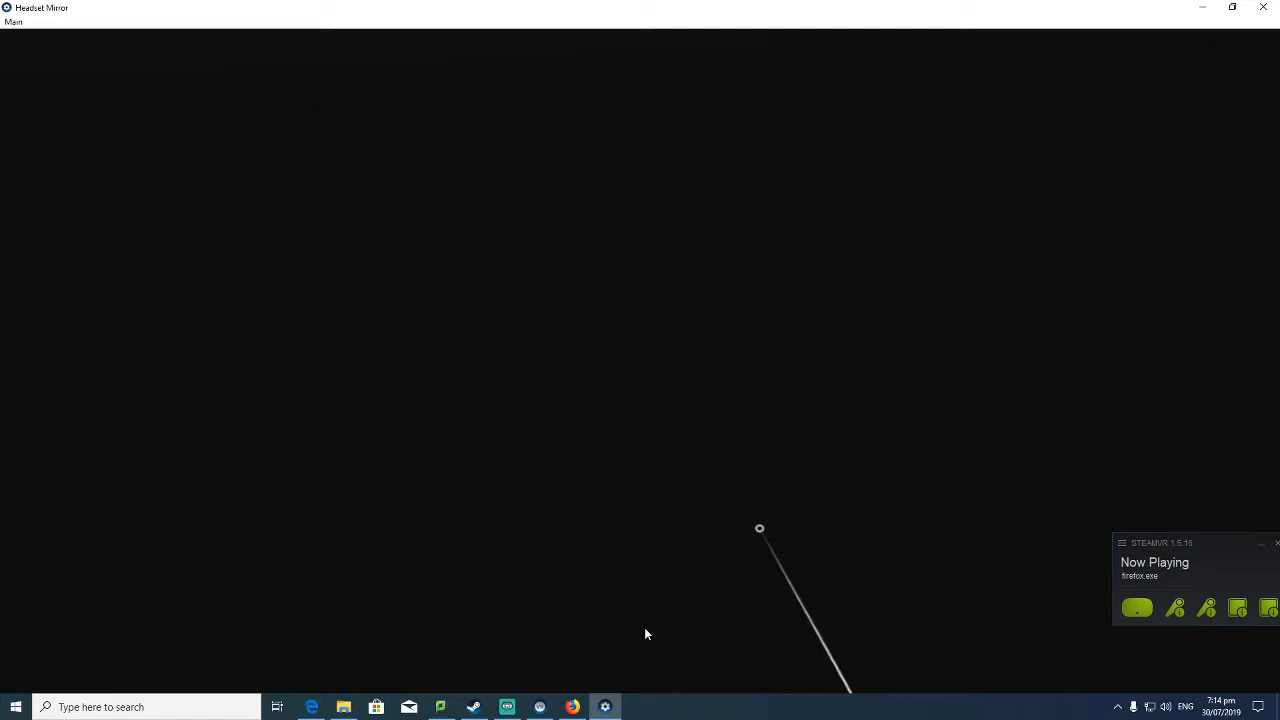 Headset Mirror
Main
STEAMVR 1.5.16
Now Playing
firefox.exe
Type here to search
ENG
7:14 pm
30/07/2019